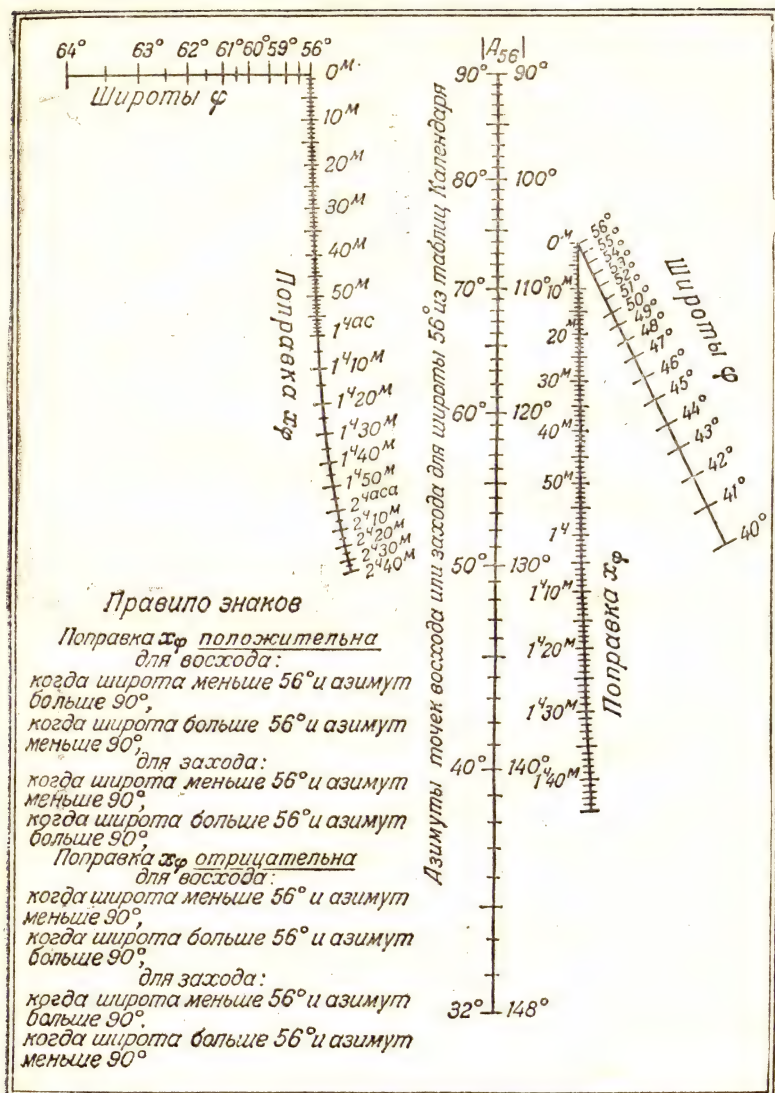 64° 63° 62° 61° 60° 59° 56°
Широты φ
0м
10м
20м
30м
40м
50м
1час
1ч10м
1ч20м
1ч30м
1ч40м
1ч50м
2часа
2ч10м
2ч20м
2ч30м
2ч40м
Поправка xφ
|A56|
90° 90°
80° 100°
70° 110°
60° 120°
50° 130°
40° 140°
32° 148°
Азимуты точек восхода или захода для широты 56° из таблиц Календаря
0м
10м
20м
30м
40м
50м
1ч
1ч10м
1ч20м
1ч30м
1ч40м
Поправка xφ
56°
55°
54°
53°
52°
51°
50°
49°
48°
47°
46°
45°
44°
43°
42°
41°
40°
Широты φ
Правило знаков
Поправка xφ положительна
для восхода:
когда широта меньше 56° и азимут
больше 90°,
когда широта больше 56° и азимут
меньше 90°,
для захода:
когда широта меньше 56° и азимут
меньше 90°,
когда широта больше 56° и азимут
больше 90°,
Поправка xφ отрицательна
для восхода:
когда широта меньше 56° и азимут
меньше 90°,
когда широта больше 56° и азимут
больше 90°,
для захода:
когда широта меньше 56° и азимут
больше 90°.
когда широта больше 56° и азимут
меньше 90°